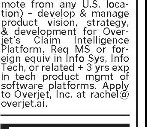 mote from any U.S. loca-
tion) – develop & manage
product vision, strategy,
& development for Over-
jet's Claim Intelligence
Platform. Req MS or for-
eign equiv in Info Sys, Info
Tech, or related + 3 yrs exp
in tech product mgmt of
software platforms. Apply
to Overjet, Inc. at rachel@
overjet.ai.